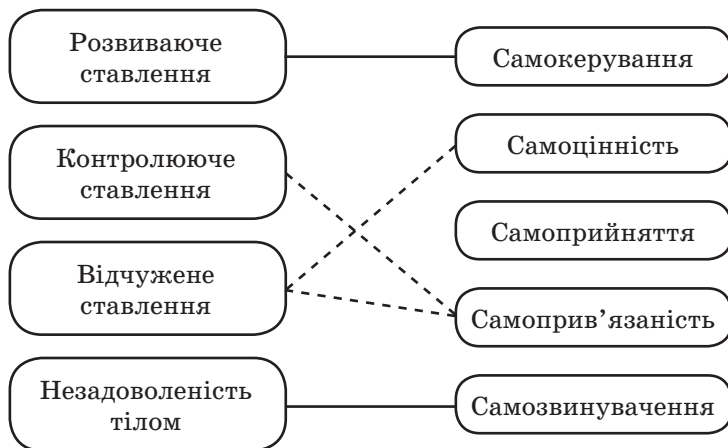 Розвиваюче
ставлення
Контролююче
ставлення
Відчужене
ставлення
Незадоволеність
тілом
Самокерування
Самоцінність
Самоприйняття
Самоприв’язаність
Самозвинувачення